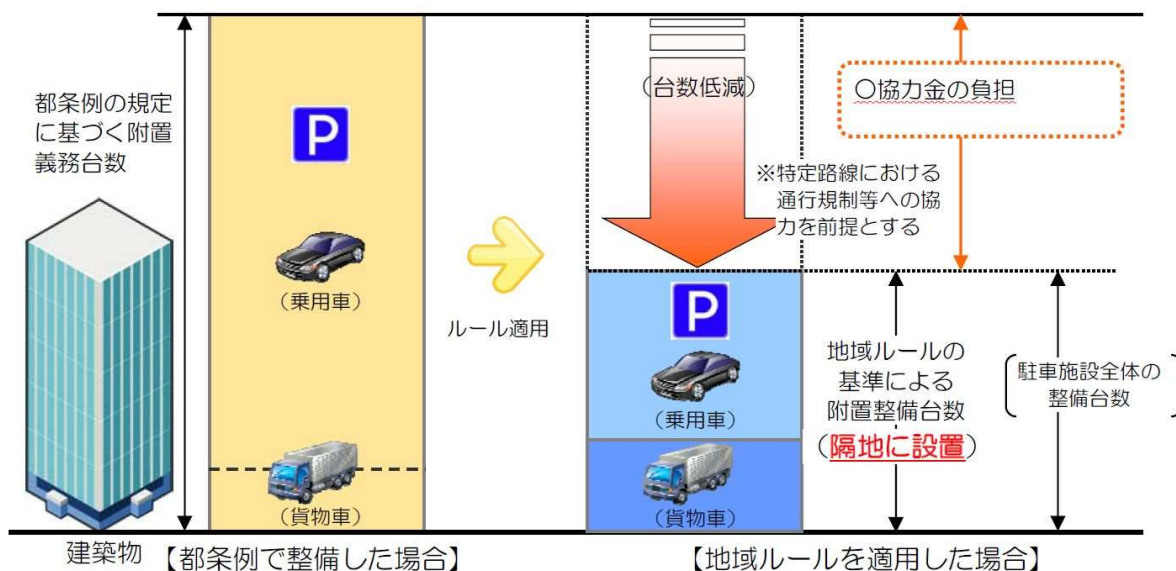 都条例の規定
に基づく附置
義務台数
P
（乗用車）
（貨物車）
建築物
【都条例で整備した場合】
ルール適用
（台数低減）
※特定路線における
通行規制等への協
力を前提とする
〇協力金の負担
P
（乗用車）
（貨物車）
地域ルールの
基準による
附置整備台数
（隔地に設置）
駐車施設全体の
整備台数
【地域ルールを適用した場合】